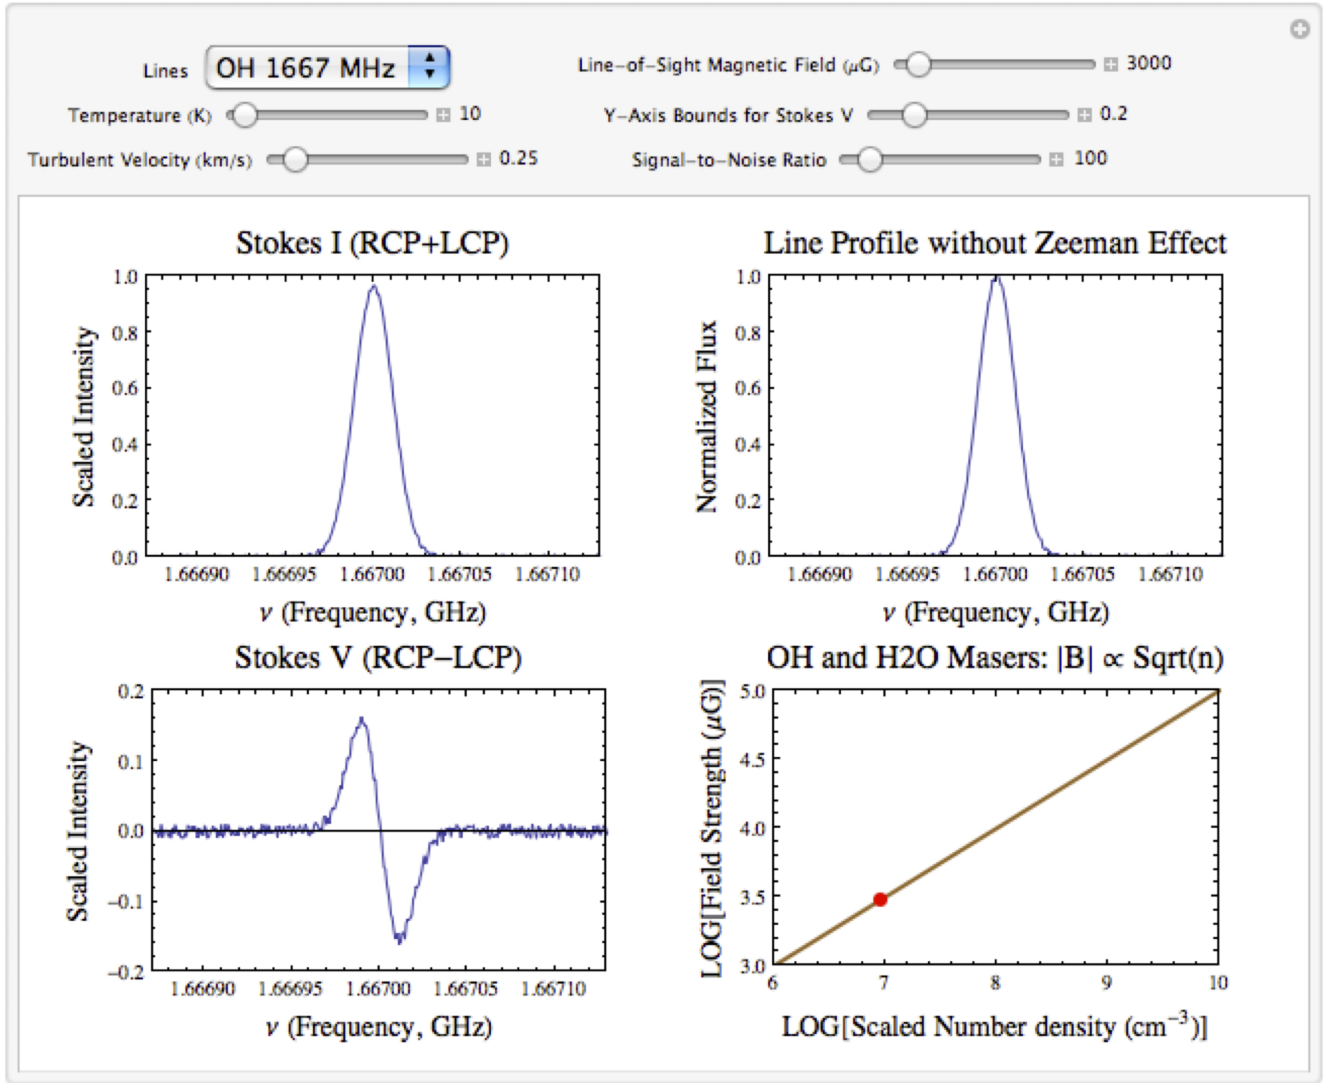 Lines OH 1667 MHz
Line-of-Sight Magnetic Field (μG) 3000
Temperature (K) 10
Y-Axis Bounds for Stokes V 0.2
Turbulent Velocity (km/s) 0.25
Signal-to-Noise Ratio 100
Stokes I (RCP+LCP)
Scaled Intensity
1.0
0.8
0.6
0.4
0.2
0.0
1.66690 1.66695 1.66700 1.66705 1.66710
ν (Frequency, GHz)
Line Profile without Zeeman Effect
Normalized Flux
1.0
0.8
0.6
0.4
0.2
0.0
1.66690 1.66695 1.66700 1.66705 1.66710
ν (Frequency, GHz)
Stokes V (RCP−LCP)
Scaled Intensity
0.2
0.1
0.0
−0.1
−0.2
1.66690 1.66695 1.66700 1.66705 1.66710
ν (Frequency, GHz)
OH and H2O Masers: |B| ∝ Sqrt(n)
LOG[Field Strength (μG)]
5.0
4.5
4.0
3.5
3.0
6 7 8 9 10
LOG[Scaled Number density (cm⁻³)]